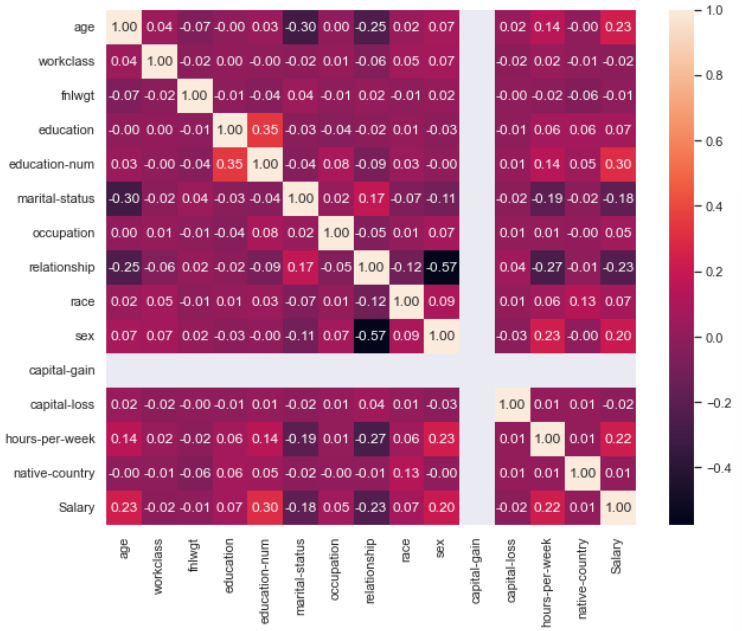 age 1.00 0.04 -0.07 -0.00 0.03 -0.30 0.00 -0.25 0.02 0.07 0.02 0.14 -0.00 0.23
workclass 0.04 1.00 -0.02 0.00 -0.00 -0.02 0.01 -0.06 0.05 0.07 -0.02 0.02 -0.01 -0.02
fnlwgt -0.07 -0.02 1.00 -0.01 -0.04 0.04 -0.01 0.02 -0.01 0.02 -0.00 -0.02 -0.06 -0.01
education -0.00 0.00 -0.01 1.00 0.35 -0.03 -0.04 -0.02 0.01 -0.03 -0.01 0.06 0.06 0.07
education-num 0.03 -0.00 -0.04 0.35 1.00 -0.04 0.08 -0.09 0.03 -0.00 0.01 0.14 0.05 0.30
marital-status -0.30 -0.02 0.04 -0.03 -0.04 1.00 0.02 0.17 -0.07 -0.11 -0.02 -0.19 -0.02 -0.18
occupation 0.00 0.01 -0.01 -0.04 0.08 0.02 1.00 -0.05 0.01 0.07 0.01 0.01 -0.00 0.05
relationship -0.25 -0.06 0.02 -0.02 -0.09 0.17 -0.05 1.00 -0.12 -0.57 0.04 -0.27 -0.01 -0.23
race 0.02 0.05 -0.01 0.01 0.03 -0.07 0.01 -0.12 1.00 0.09 0.01 0.06 0.13 0.07
sex 0.07 0.07 0.02 -0.03 -0.00 -0.11 0.07 -0.57 0.09 1.00 -0.03 0.23 -0.00 0.20
capital-gain
capital-loss 0.02 -0.02 -0.00 -0.01 0.01 -0.02 0.01 0.04 0.01 -0.03 1.00 0.01 0.01 -0.02
hours-per-week 0.14 0.02 -0.02 0.06 0.14 -0.19 0.01 -0.27 0.06 0.23 0.01 1.00 0.01 0.22
native-country -0.00 -0.01 -0.06 0.06 0.05 -0.02 -0.00 -0.01 0.13 -0.00 0.01 0.01 1.00 0.01
Salary 0.23 -0.02 -0.01 0.07 0.30 -0.18 0.05 -0.23 0.07 0.20 -0.02 0.22 0.01 1.00
age
workclass
fnlwgt
education
education-num
marital-status
occupation
relationship
race
sex
capital-gain
capital-loss
hours-per-week
native-country
Salary
1.0
0.8
0.6
0.4
0.2
0.0
−0.2
−0.4